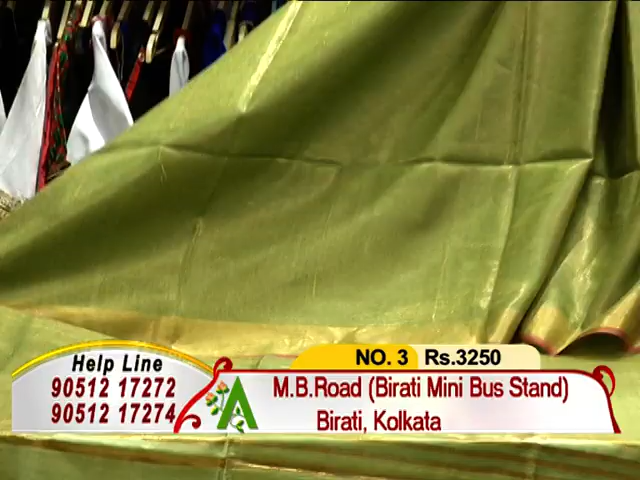 NO. 3 Rs.3250
Help Line
90512 17272
90512 17274
M.B.Road (Birati Mini Bus Stand)
Birati, Kolkata